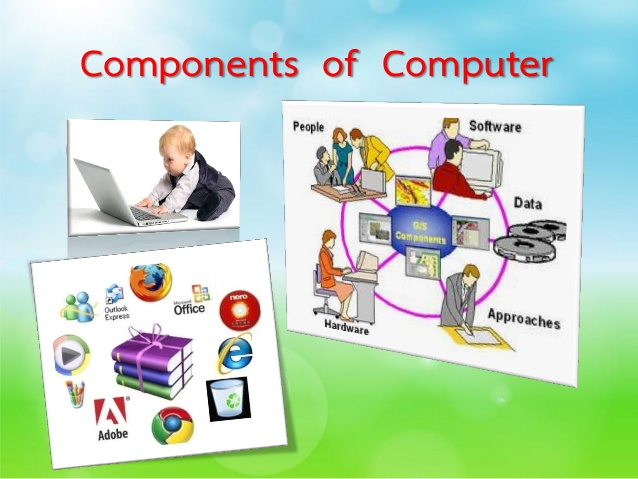 Components of Computer
People
Software
Data
GIS
Components
Hardware
Approaches
Outlook
Express
Microsoft
Office
nero
Adobe